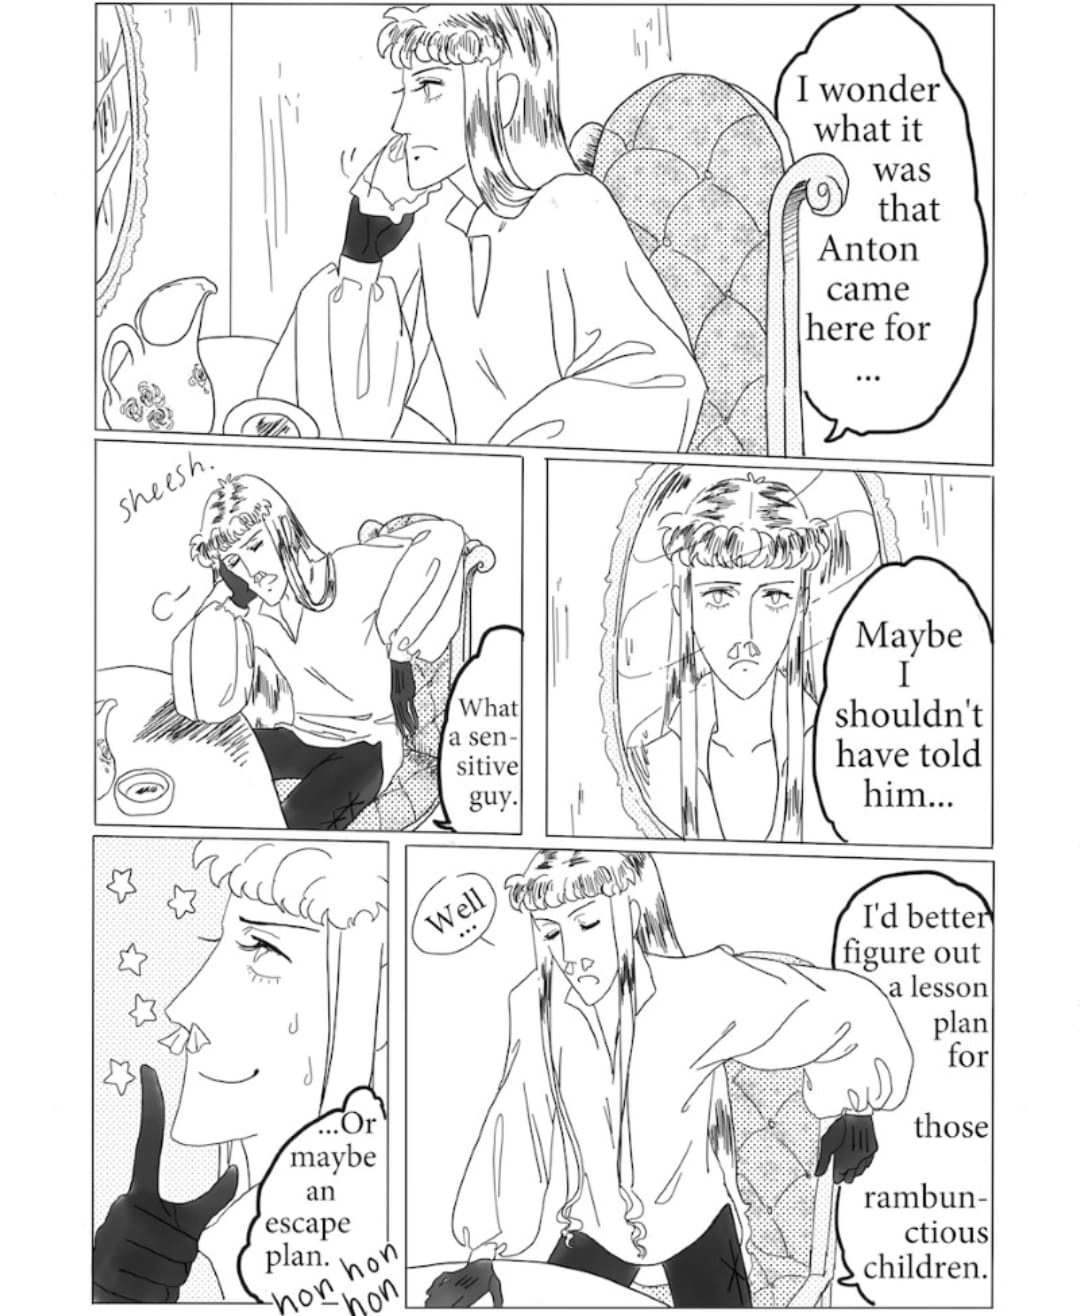 I wonder
what it
was
that
Anton
came
here for
...
Maybe
I
shouldn't
have told
him...
sheesh.
What
a sen-
sitive
guy.
Well
...
I'd better
figure out
a lesson
plan
for
those
rambun-
ctious
children.
...Or
maybe
an
escape
plan.
hon hon
hon hon